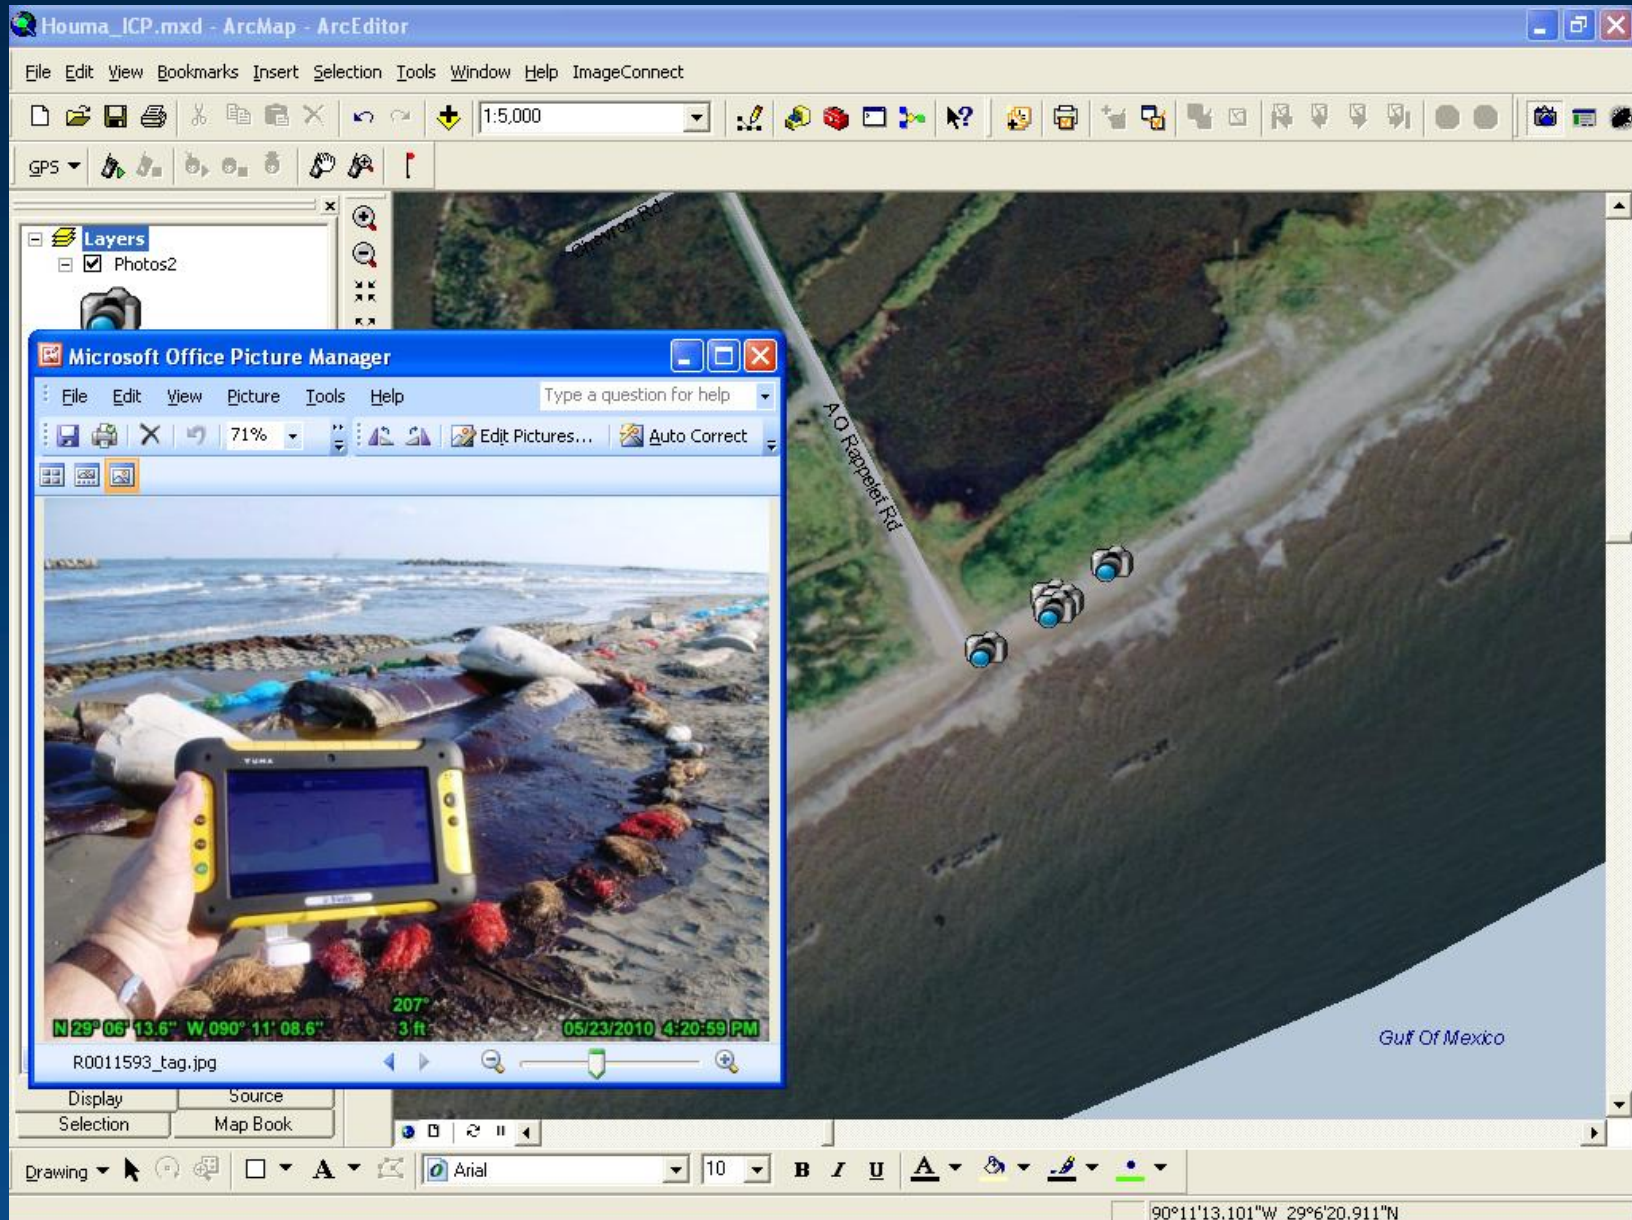 Houma_ICP.mxd - ArcMap - ArcEditor
File Edit View Bookmarks Insert Selection Tools Window Help ImageConnect
1:5,000
GPS
Layers
Photos2
Chevron Rd
A O Rappelet Rd
Gulf Of Mexico
Microsoft Office Picture Manager
File Edit View Picture Tools Help Type a question for help
71% Edit Pictures... Auto Correct
YUMA
207°
N 29° 06' 13.6" W 090° 11' 08.6" 3 ft 05/23/2010 4:20:59 PM
R0011593_tag.jpg
Display Source
Selection Map Book
Drawing A Arial 10 B I U A
90°11'13.101"W 29°6'20.911"N